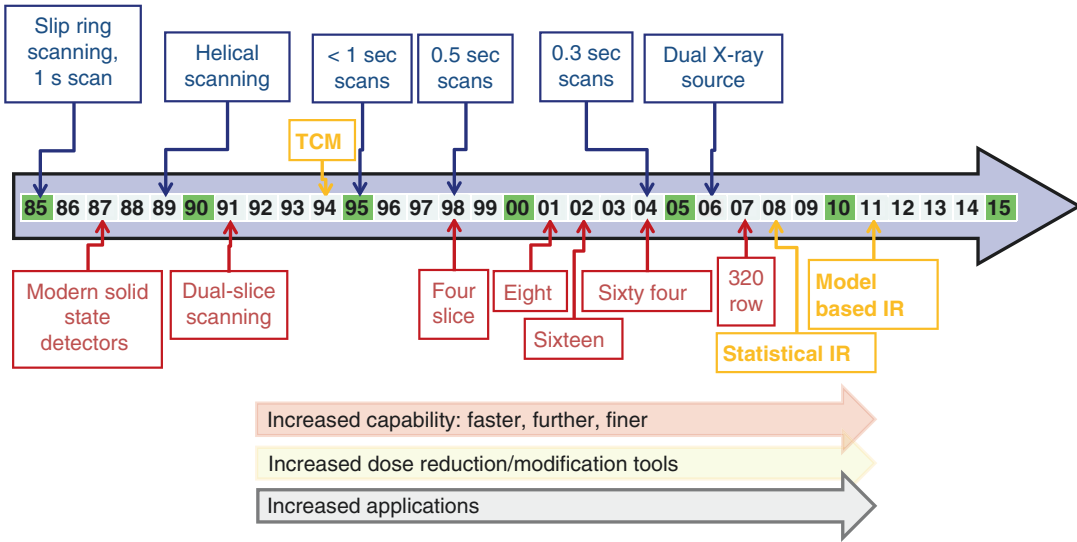 Slip ring
scanning,
1 s scan
Helical
scanning
< 1 sec
scans
0.5 sec
scans
0.3 sec
scans
Dual X-ray
source
TCM
85 86 87 88 89 90 91 92 93 94 95 96 97 98 99 00 01 02 03 04 05 06 07 08 09 10 11 12 13 14 15
Modern solid
state
detectors
Dual-slice
scanning
Four
slice
Eight
Sixteen
Sixty four
320
row
Statistical IR
Model
based IR
Increased capability: faster, further, finer
Increased dose reduction/modification tools
Increased applications